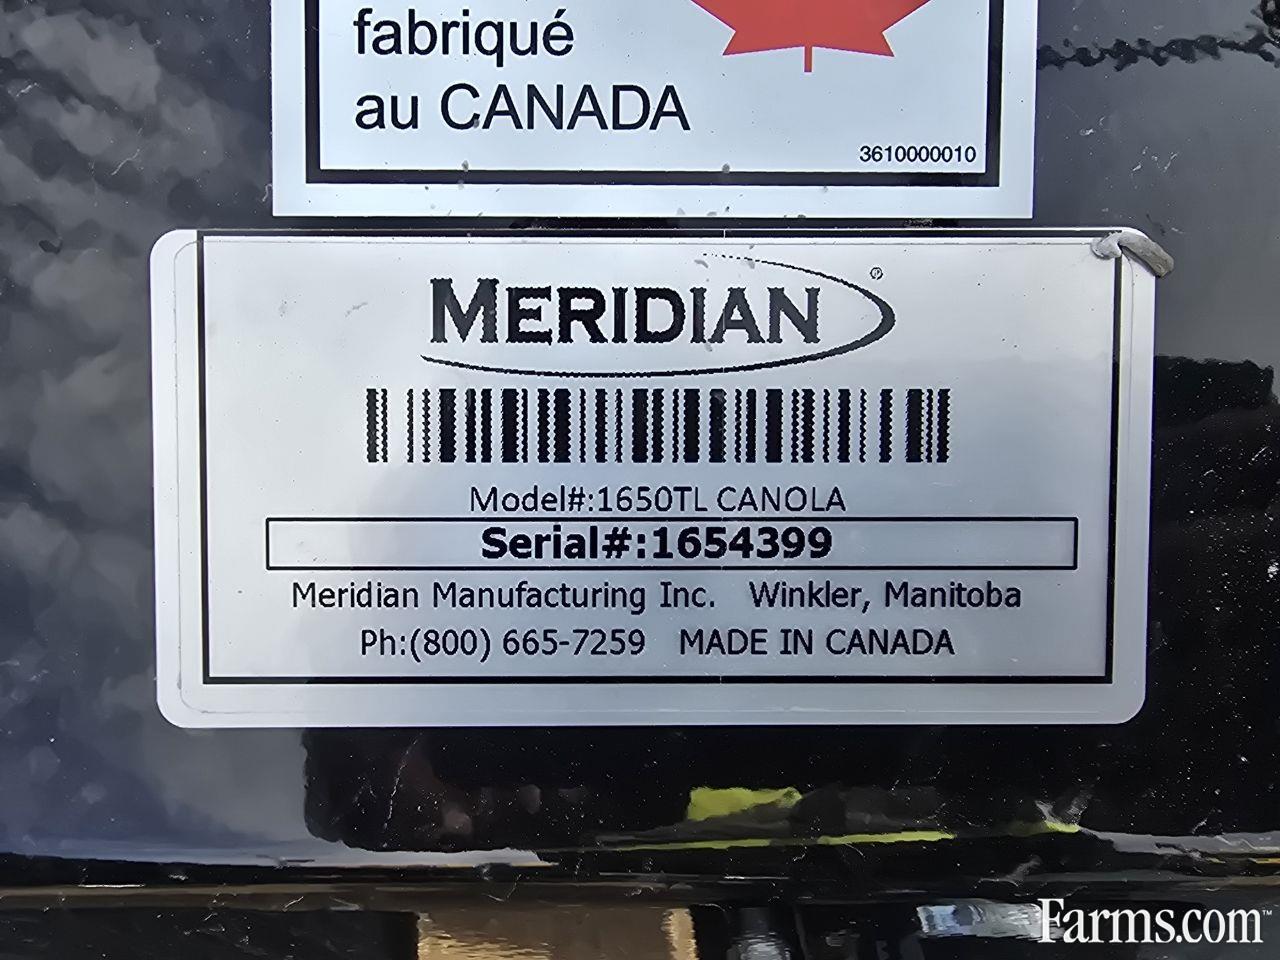 fabriqué
au CANADA
3610000010
MERIDIAN®
Model#:1650TL CANOLA
Serial#:1654399
Meridian Manufacturing Inc. Winkler, Manitoba
Ph:(800) 665-7259 MADE IN CANADA
Farms.com™